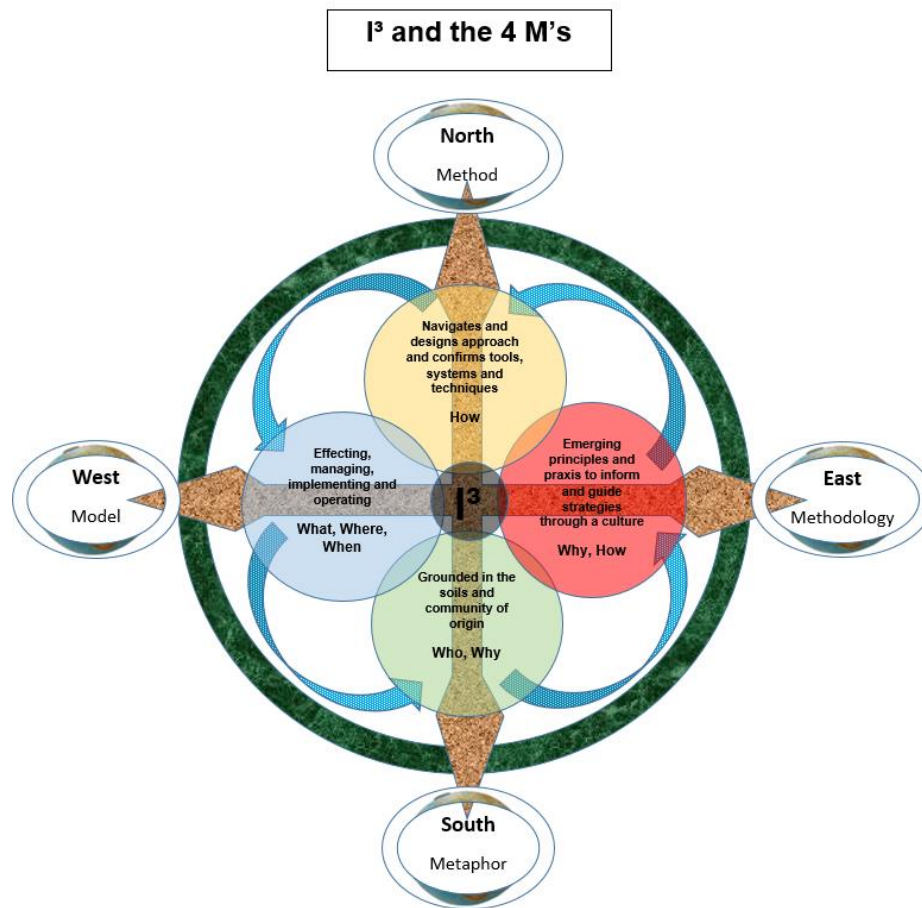 I³ and the 4 M's
North
Method
Navigates and
designs approach
and confirms tools,
systems and
techniques
How
West
Model
Effecting,
managing,
implementing and
operating
What, Where,
When
I³
Emerging
principles and
praxis to inform
and guide
strategies
through a culture
Why, How
East
Methodology
Grounded in the
soils and
community of
origin
Who, Why
South
Metaphor